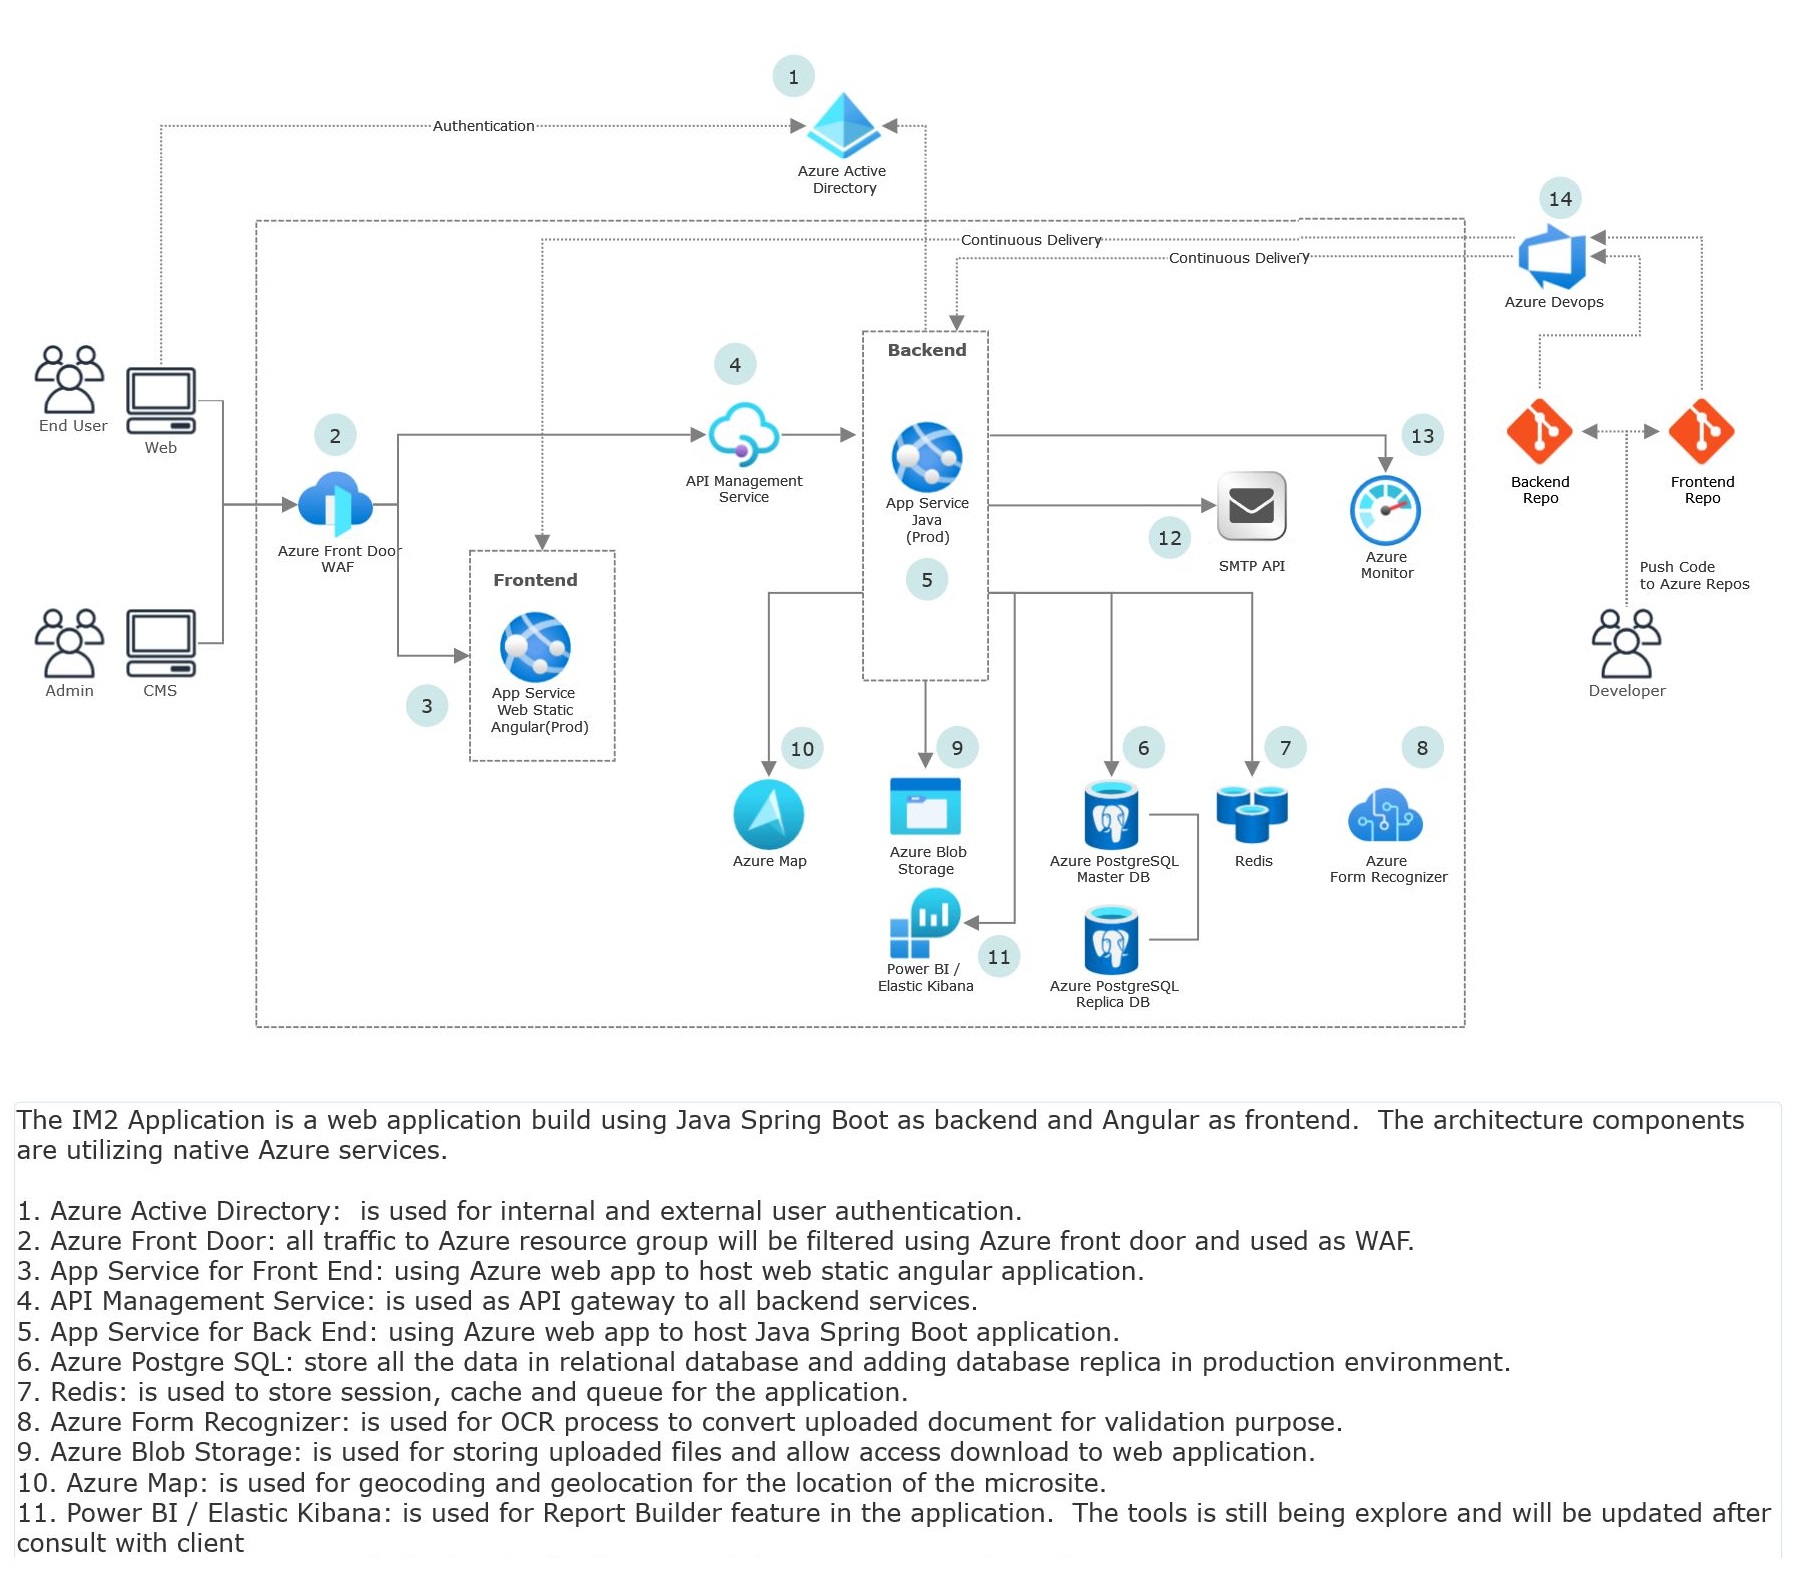 1
Authentication
Azure Active
Directory
14
Continuous Delivery
Continuous Delivery
Azure Devops
Backend
4
End User
Web
2
13
API Management
Service
App Service
Java
(Prod)
Backend
Repo
Frontend
Repo
12
Azure Front Door
WAF
SMTP API
Azure
Monitor
Frontend
5
Push Code
to Azure Repos
Admin
CMS
3
App Service
Web Static
Angular(Prod)
Developer
10
9
6
7
8
Azure Map
Azure Blob
Storage
Azure PostgreSQL
Master DB
Redis
Azure
Form Recognizer
11
Power BI /
Elastic Kibana
Azure PostgreSQL
Replica DB
The IM2 Application is a web application build using Java Spring Boot as backend and Angular as frontend.  The architecture components
are utilizing native Azure services.
1. Azure Active Directory:  is used for internal and external user authentication.
2. Azure Front Door: all traffic to Azure resource group will be filtered using Azure front door and used as WAF.
3. App Service for Front End: using Azure web app to host web static angular application.
4. API Management Service: is used as API gateway to all backend services.
5. App Service for Back End: using Azure web app to host Java Spring Boot application.
6. Azure Postgre SQL: store all the data in relational database and adding database replica in production environment.
7. Redis: is used to store session, cache and queue for the application.
8. Azure Form Recognizer: is used for OCR process to convert uploaded document for validation purpose.
9. Azure Blob Storage: is used for storing uploaded files and allow access download to web application.
10. Azure Map: is used for geocoding and geolocation for the location of the microsite.
11. Power BI / Elastic Kibana: is used for Report Builder feature in the application.  The tools is still being explore and will be updated after
consult with client